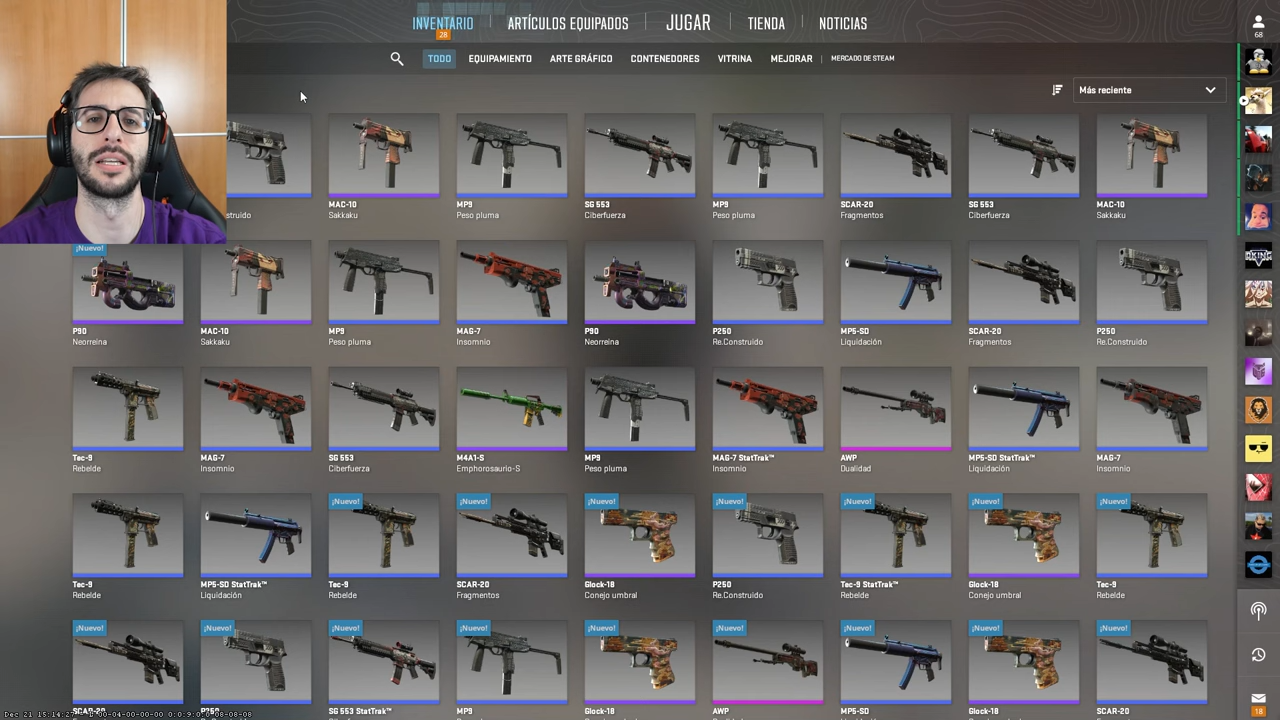 INVENTARIO
ARTÍCULOS EQUIPADOS
JUGAR
TIENDA
NOTICIAS
28
68
TODO
EQUIPAMIENTO
ARTE GRÁFICO
CONTENEDORES
VITRINA
MEJORAR
MERCADO DE STEAM
Más reciente
MAC-10
MP9
SG 553
MP9
SCAR-20
SG 553
MAC-10
Sakkaku
Peso pluma
Ciberfuerza
Peso pluma
Fragmentos
Ciberfuerza
Sakkaku
¡Nuevo!
P90
MAC-10
MP9
MAG-7
P90
P250
MP5-SD
SCAR-20
P250
Neorreina
Sakkaku
Peso pluma
Insomnio
Neorreina
Re.Construido
Liquidación
Fragmentos
Re.Construido
Tec-9
MAG-7
SG 553
M4A1-S
MP9
MAG-7 StatTrak™
AWP
MP5-SD StatTrak™
MAG-7
Rebelde
Insomnio
Ciberfuerza
Emphorosaurio-S
Peso pluma
Insomnio
Dualidad
Liquidación
Insomnio
¡Nuevo!
¡Nuevo!
¡Nuevo!
¡Nuevo!
¡Nuevo!
¡Nuevo!
¡Nuevo!
Tec-9
MP5-SD StatTrak™
Tec-9
SCAR-20
Glock-18
P250
Tec-9 StatTrak™
Glock-18
Tec-9
Rebelde
Liquidación
Rebelde
Fragmentos
Conejo umbral
Re.Construido
Rebelde
Conejo umbral
Rebelde
¡Nuevo!
¡Nuevo!
¡Nuevo!
¡Nuevo!
¡Nuevo!
¡Nuevo!
¡Nuevo!
¡Nuevo!
¡Nuevo!
SCAR-20
P250
SG 553 StatTrak™
MP9
Glock-18
AWP
MP5-SD
Glock-18
SCAR-20
18